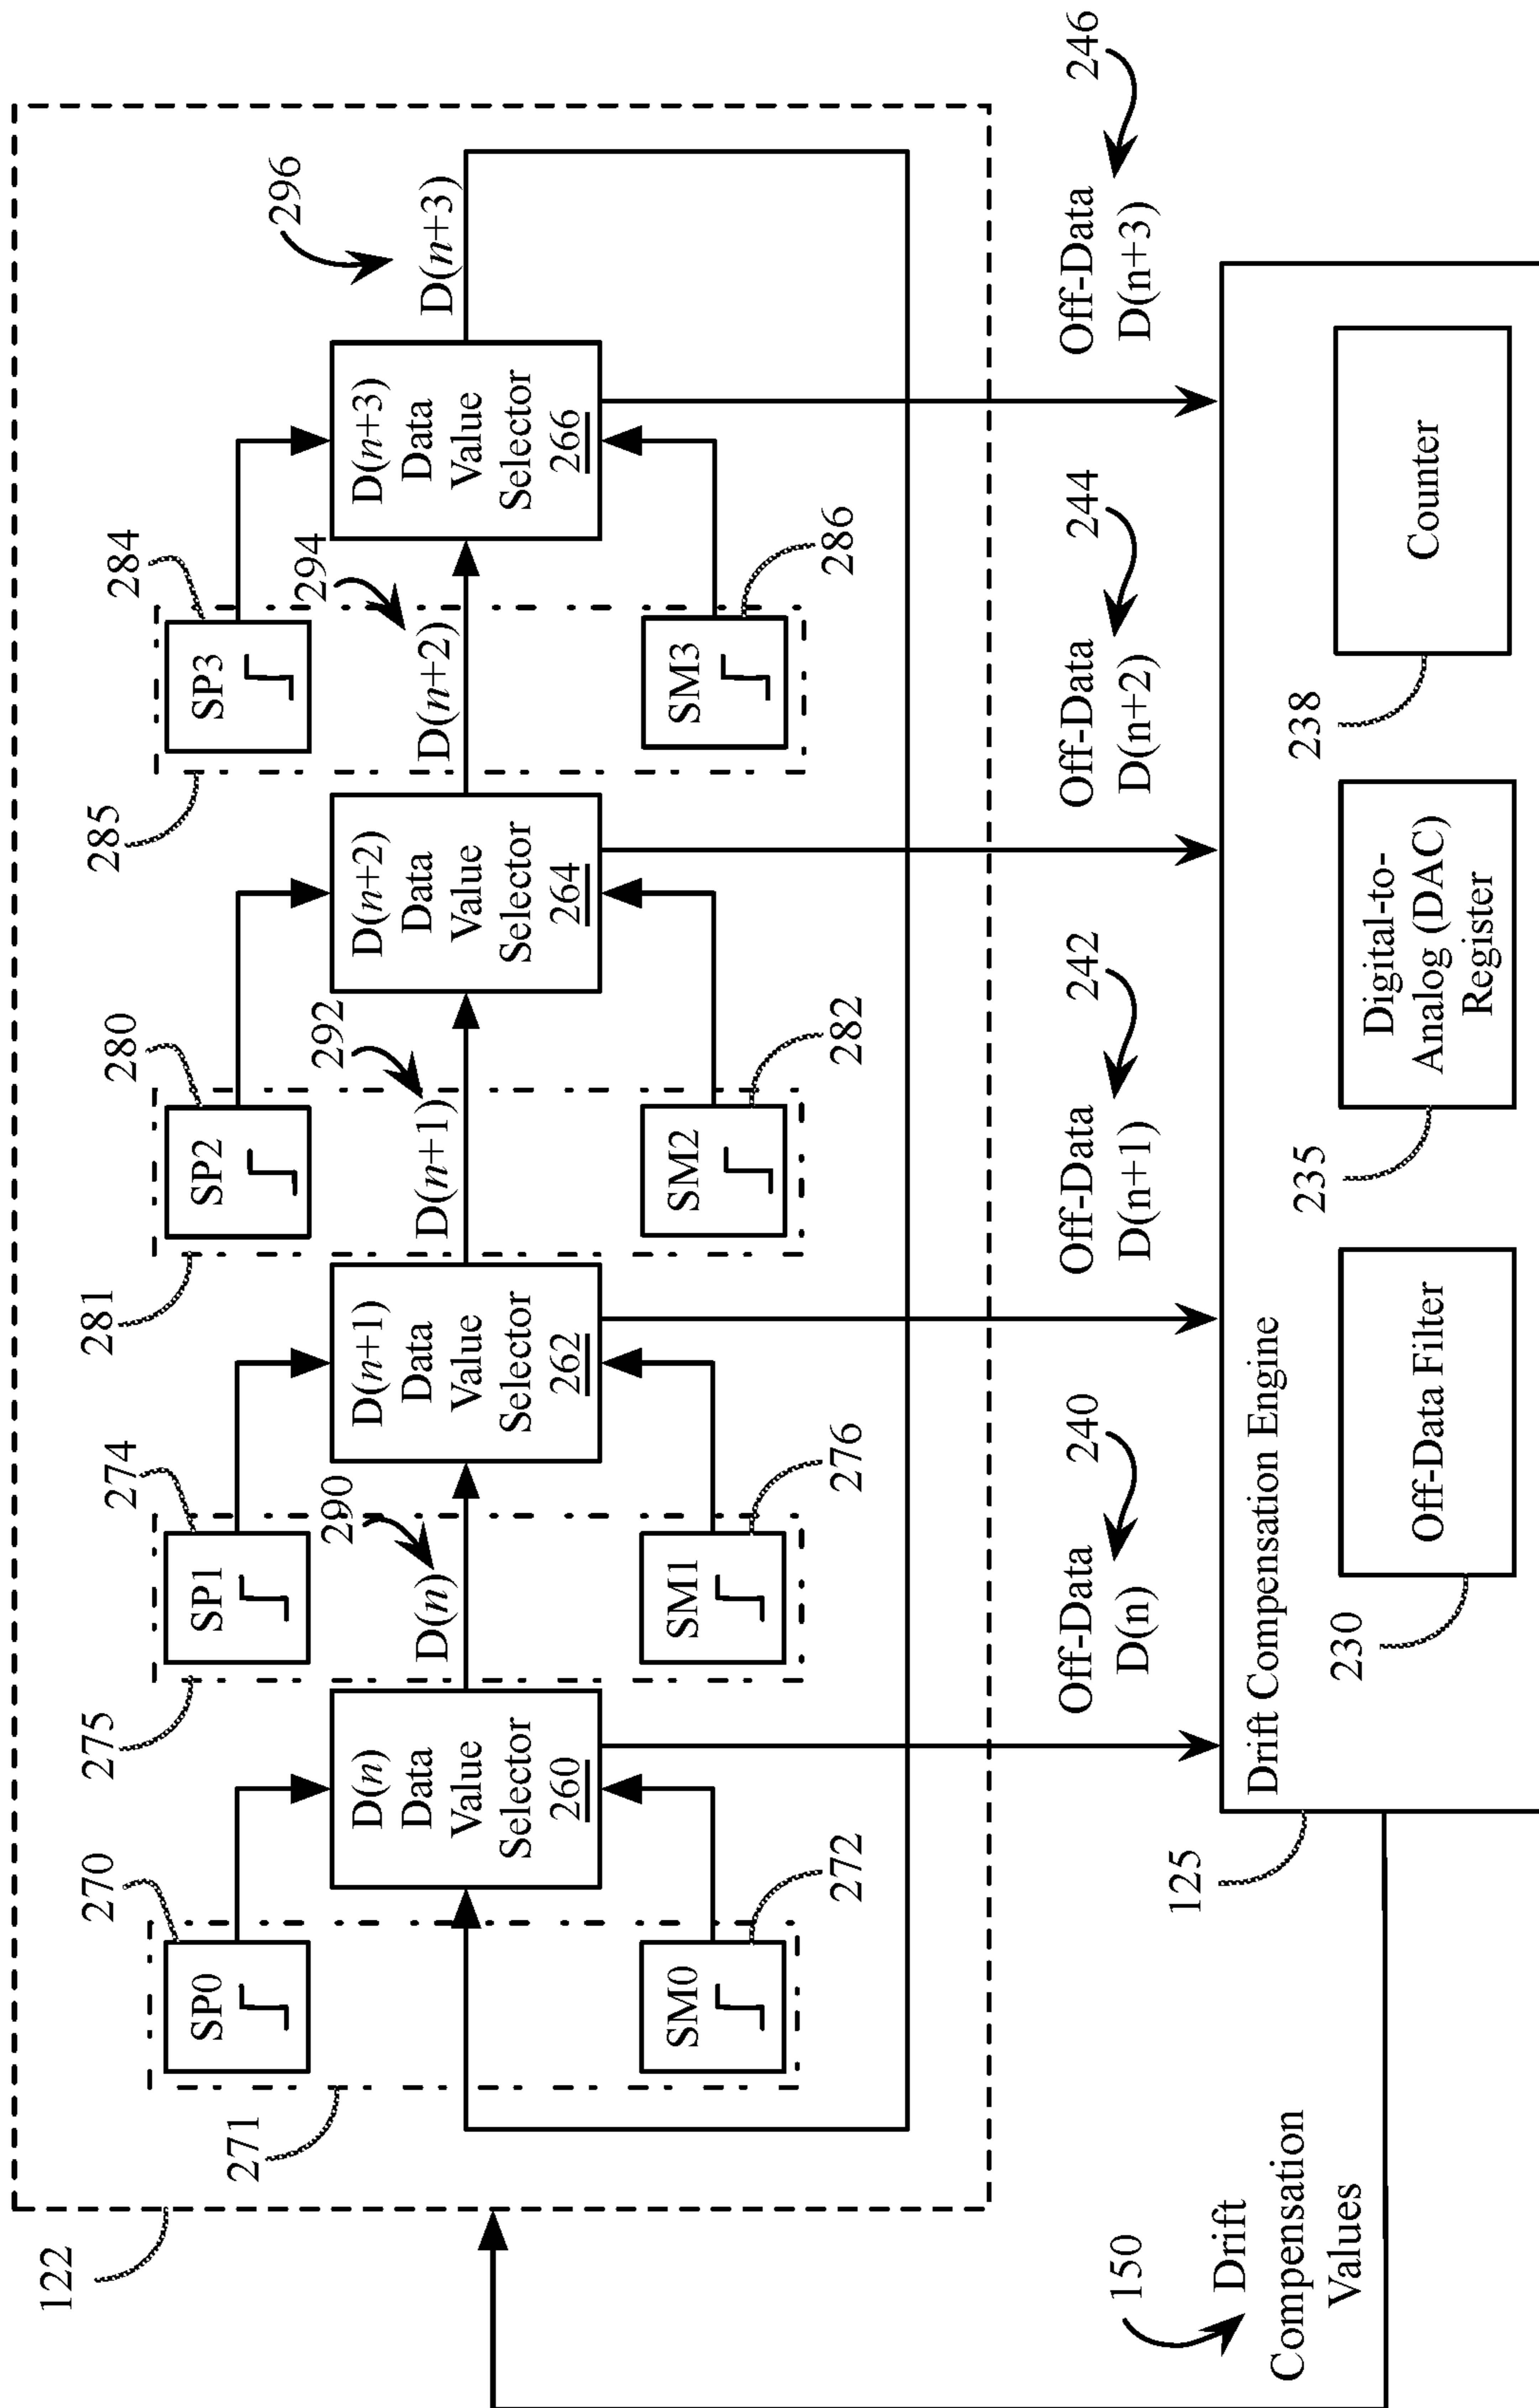 122
271
270
SP0
272
SM0
D(n)
Data
Value
Selector
260
275
274
SP1
276
SM1
290
D(n)
D(n+1)
Data
Value
Selector
262
281
280
SP2
282
SM2
292
D(n+1)
D(n+2)
Data
Value
Selector
264
285
284
SP3
286
SM3
294
D(n+2)
D(n+3)
Data
Value
Selector
266
296
D(n+3)
Off-Data
D(n)
240
Off-Data
D(n+1)
242
Off-Data
D(n+2)
244
Off-Data
D(n+3)
246
150
Drift
Compensation
Values
125
Drift Compensation Engine
230
Off-Data Filter
235
Digital-to-
Analog (DAC)
Register
238
Counter